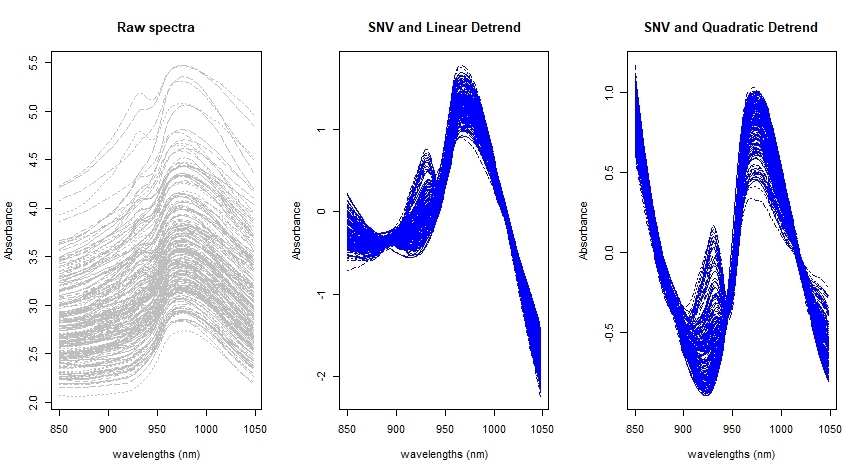 Raw spectra
Absorbance
5.5
5.0
4.5
4.0
3.5
3.0
2.5
2.0
850 900 950 1000 1050
wavelengths (nm)
SNV and Linear Detrend
Absorbance
1
0
-1
-2
850 900 950 1000 1050
wavelengths (nm)
SNV and Quadratic Detrend
Absorbance
1.0
0.5
0.0
-0.5
850 900 950 1000 1050
wavelengths (nm)